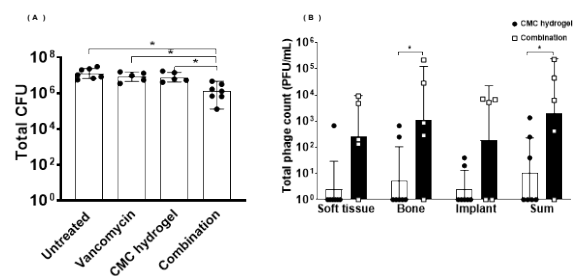 ( A )
* * *
Total CFU
10^8
10^6
10^4
10^2
10^0
Untreated
Vancomycin
CMC hydrogel
Combination
( B )
CMC hydrogel
Combination
* *
Total phage count (PFU/mL)
10^6
10^5
10^4
10^3
10^2
10^1
10^0
Soft tissue Bone Implant Sum